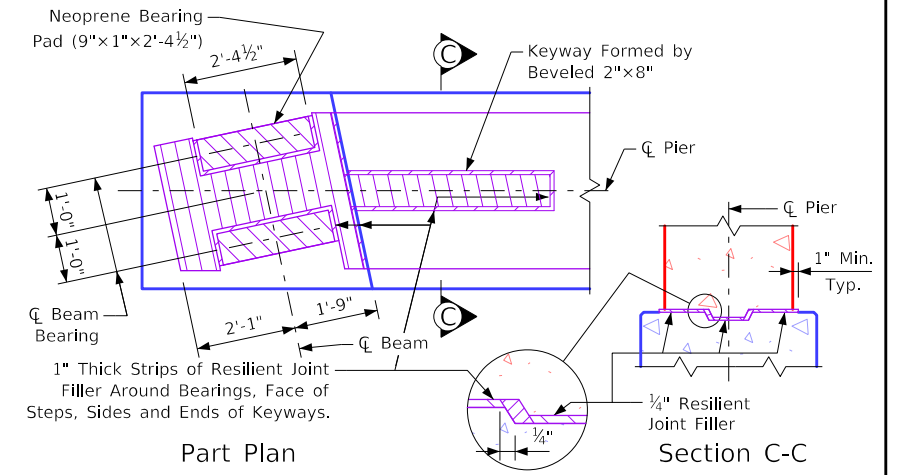 Neoprene Bearing
Pad (9"×1"×2'-4½")
2'-4½"
C
Keyway Formed by
Beveled 2"×8"
℄ Pier
℄ Pier
1'-0"
1'-0"
1" Min.
Typ.
℄ Beam
Bearing
2'-1"
1'-9"
C
℄ Beam
1" Thick Strips of Resilient Joint
Filler Around Bearings, Face of
Steps, Sides and Ends of Keyways.
¼"
¼" Resilient
Joint Filler
Part Plan
Section C-C